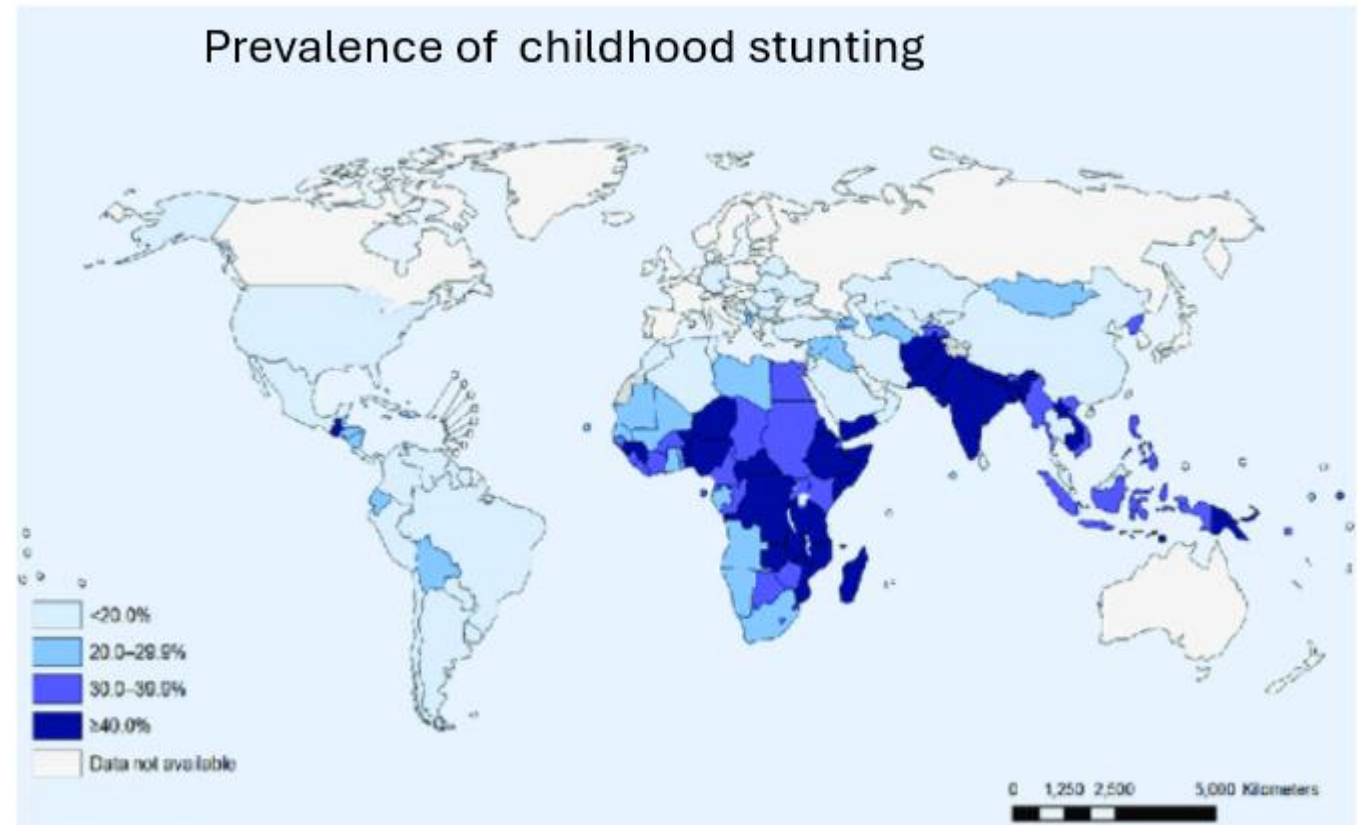 Prevalence of childhood stunting
<20.0%
20.0–29.9%
30.0–39.9%
≥40.0%
Data not available
0 1,250 2,500 5,000 Kilometers